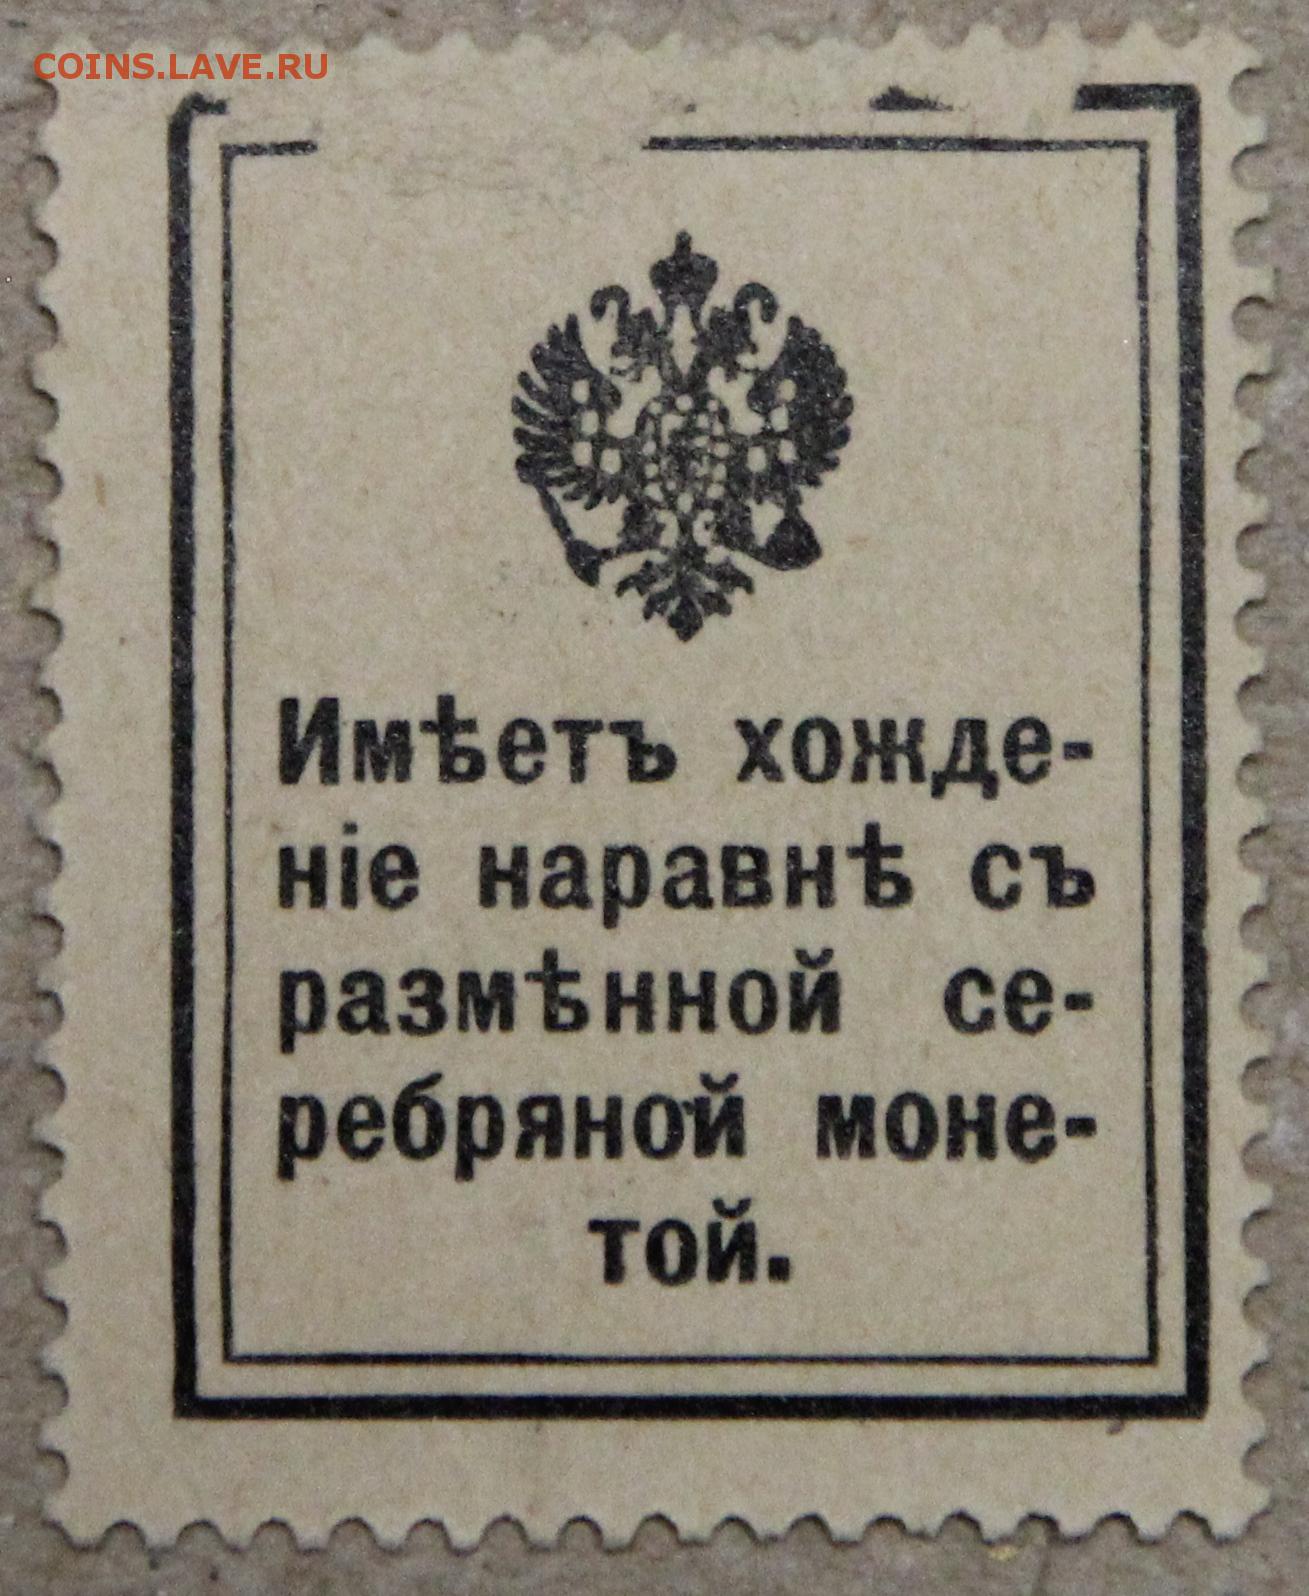 COINS.LAVE.RU
Имѣетъ хожде-
ніе наравнѣ съ
размѣнной се-
ребряной моне-
той.